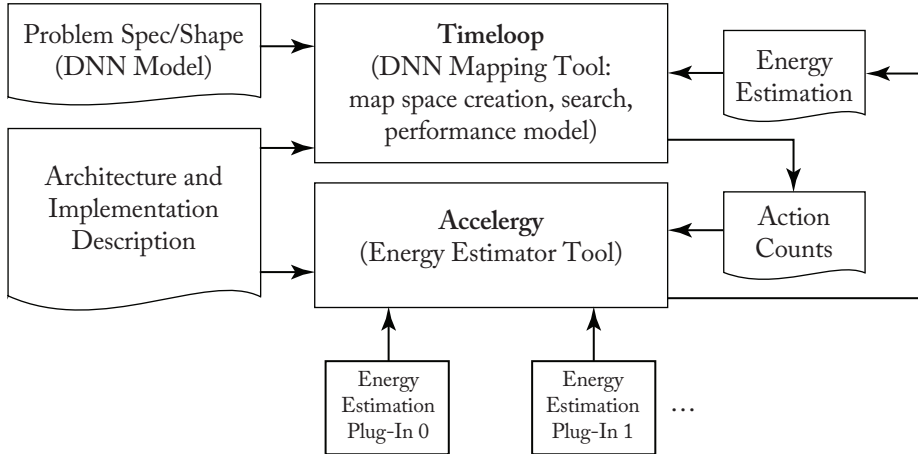 Problem Spec/Shape
(DNN Model)
Timeloop
(DNN Mapping Tool:
map space creation, search,
performance model)
Energy
Estimation
Architecture and
Implementation
Description
Accelergy
(Energy Estimator Tool)
Action
Counts
Energy
Estimation
Plug-In 0
Energy
Estimation
Plug-In 1
...